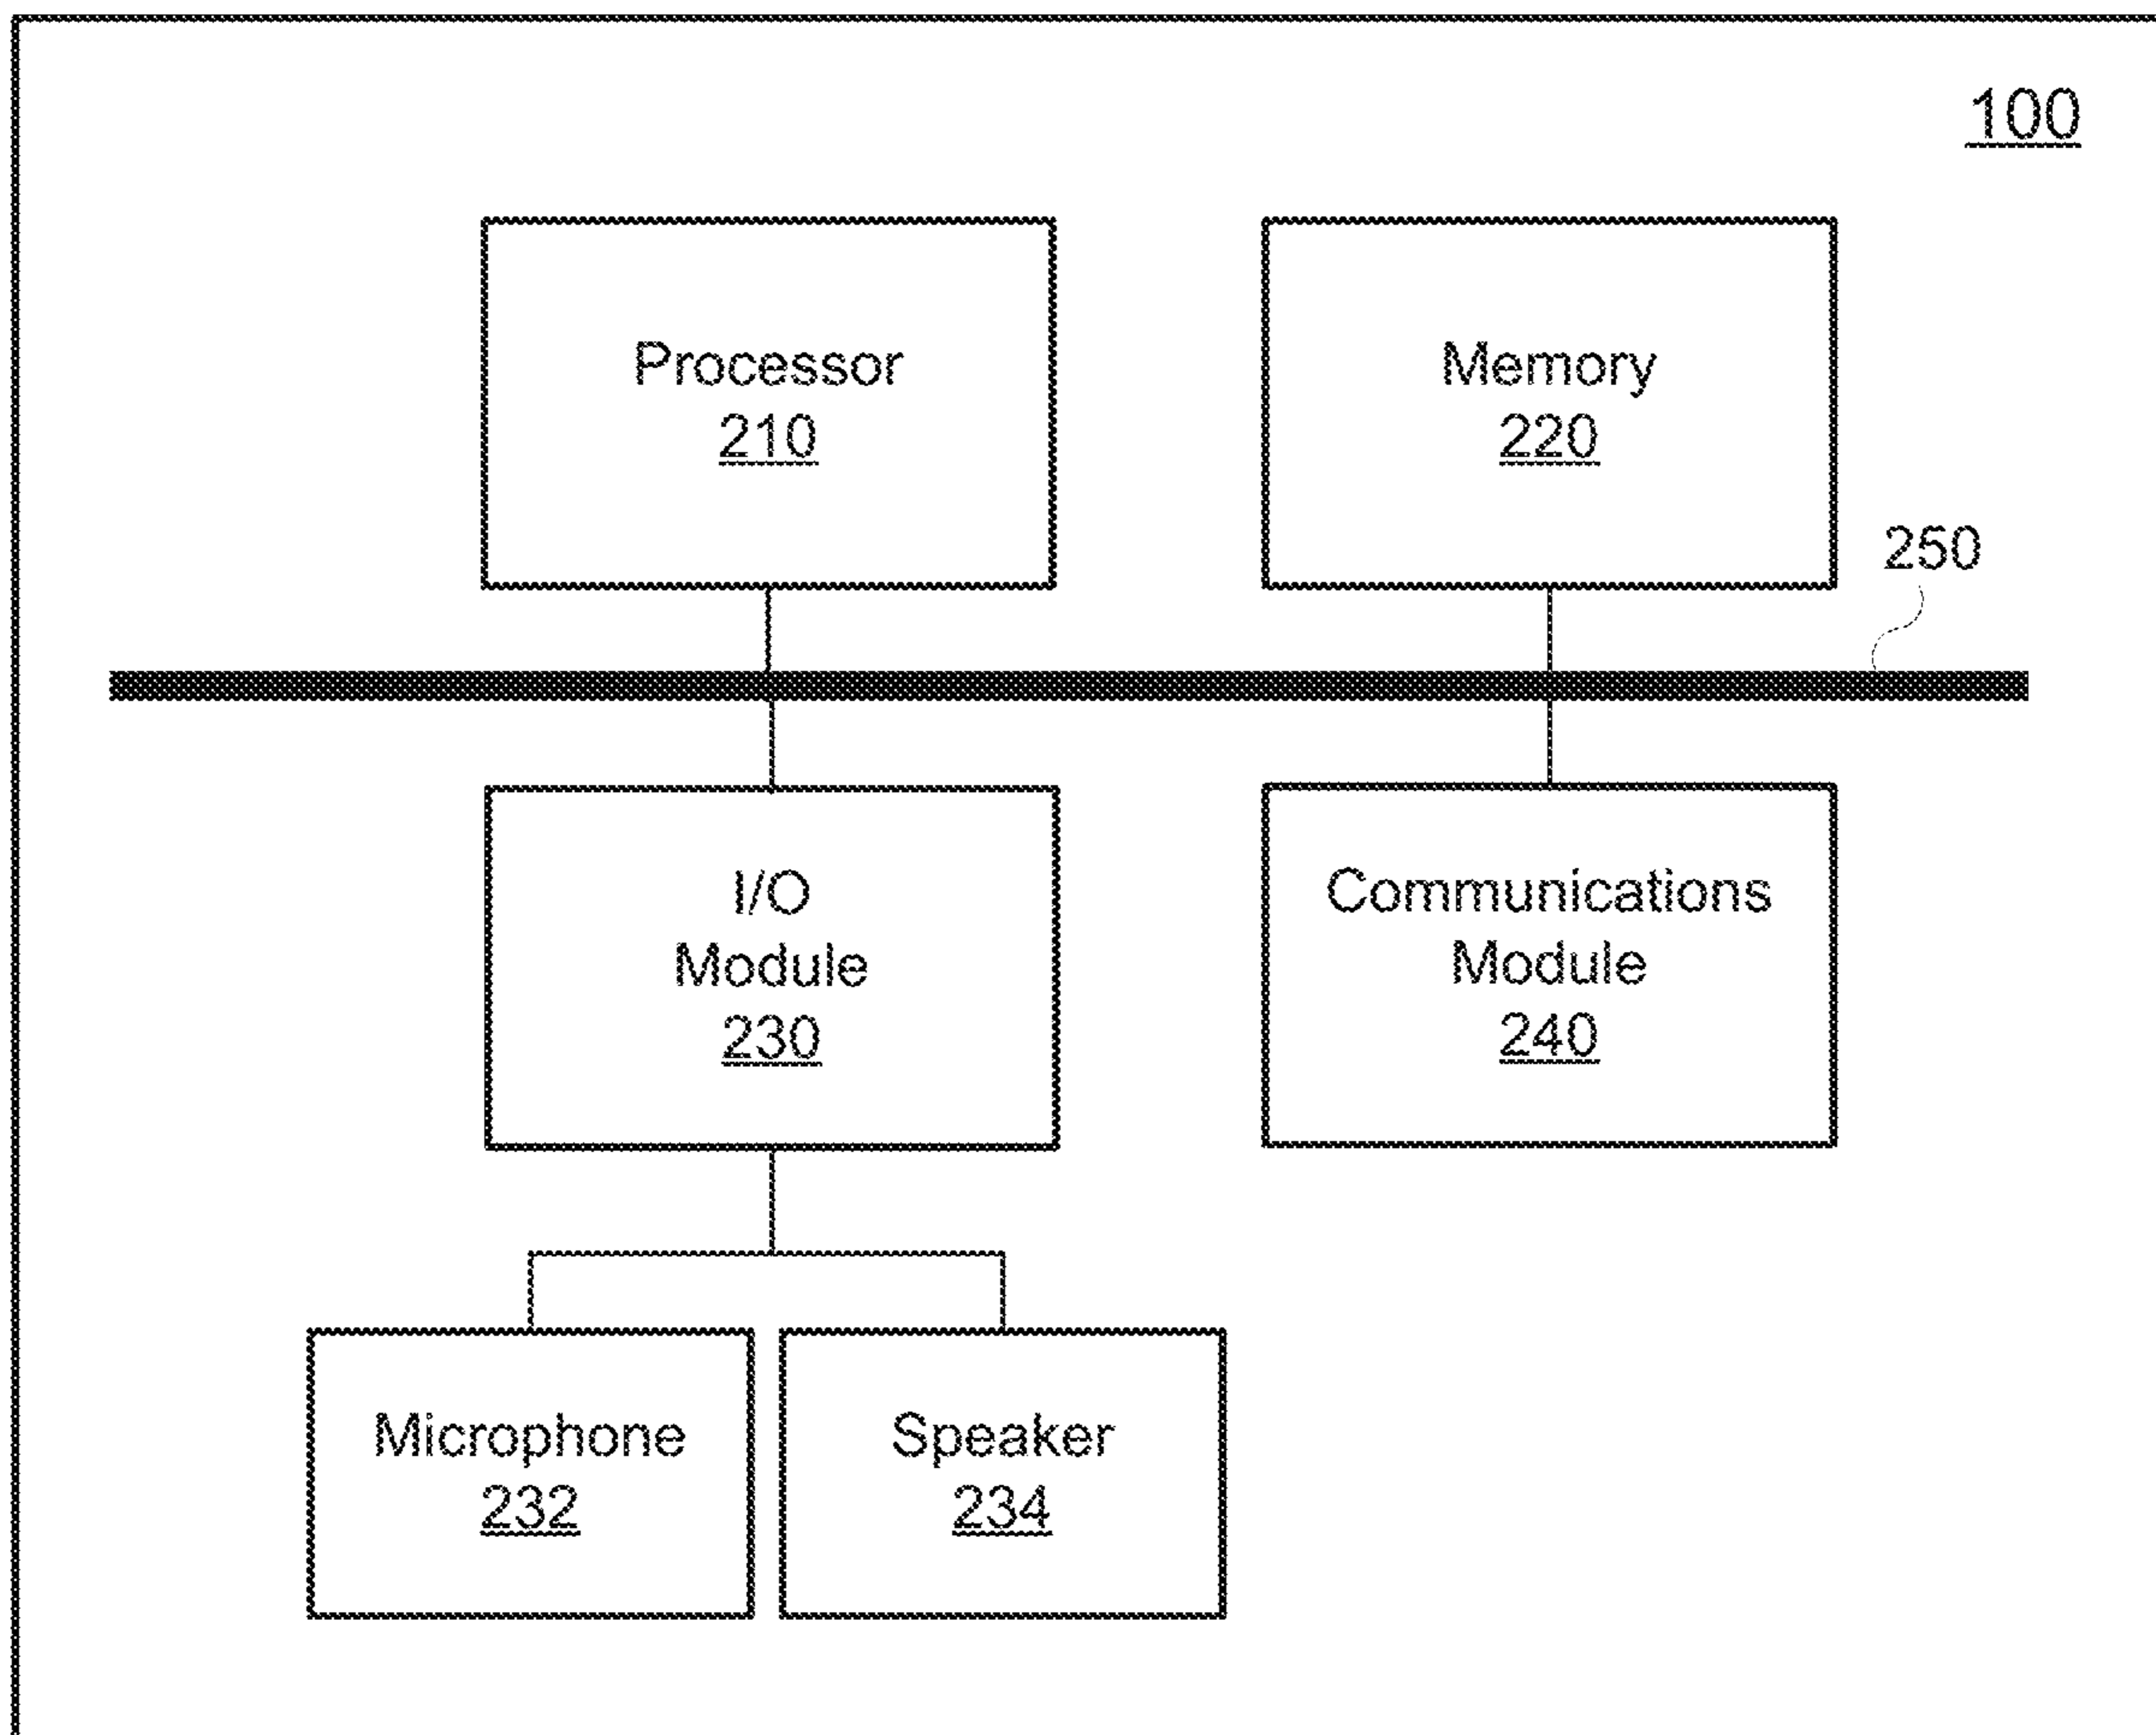 100
Processor
210
Memory
220
250
I/O
Module
230
Communications
Module
240
Microphone
232
Speaker
234